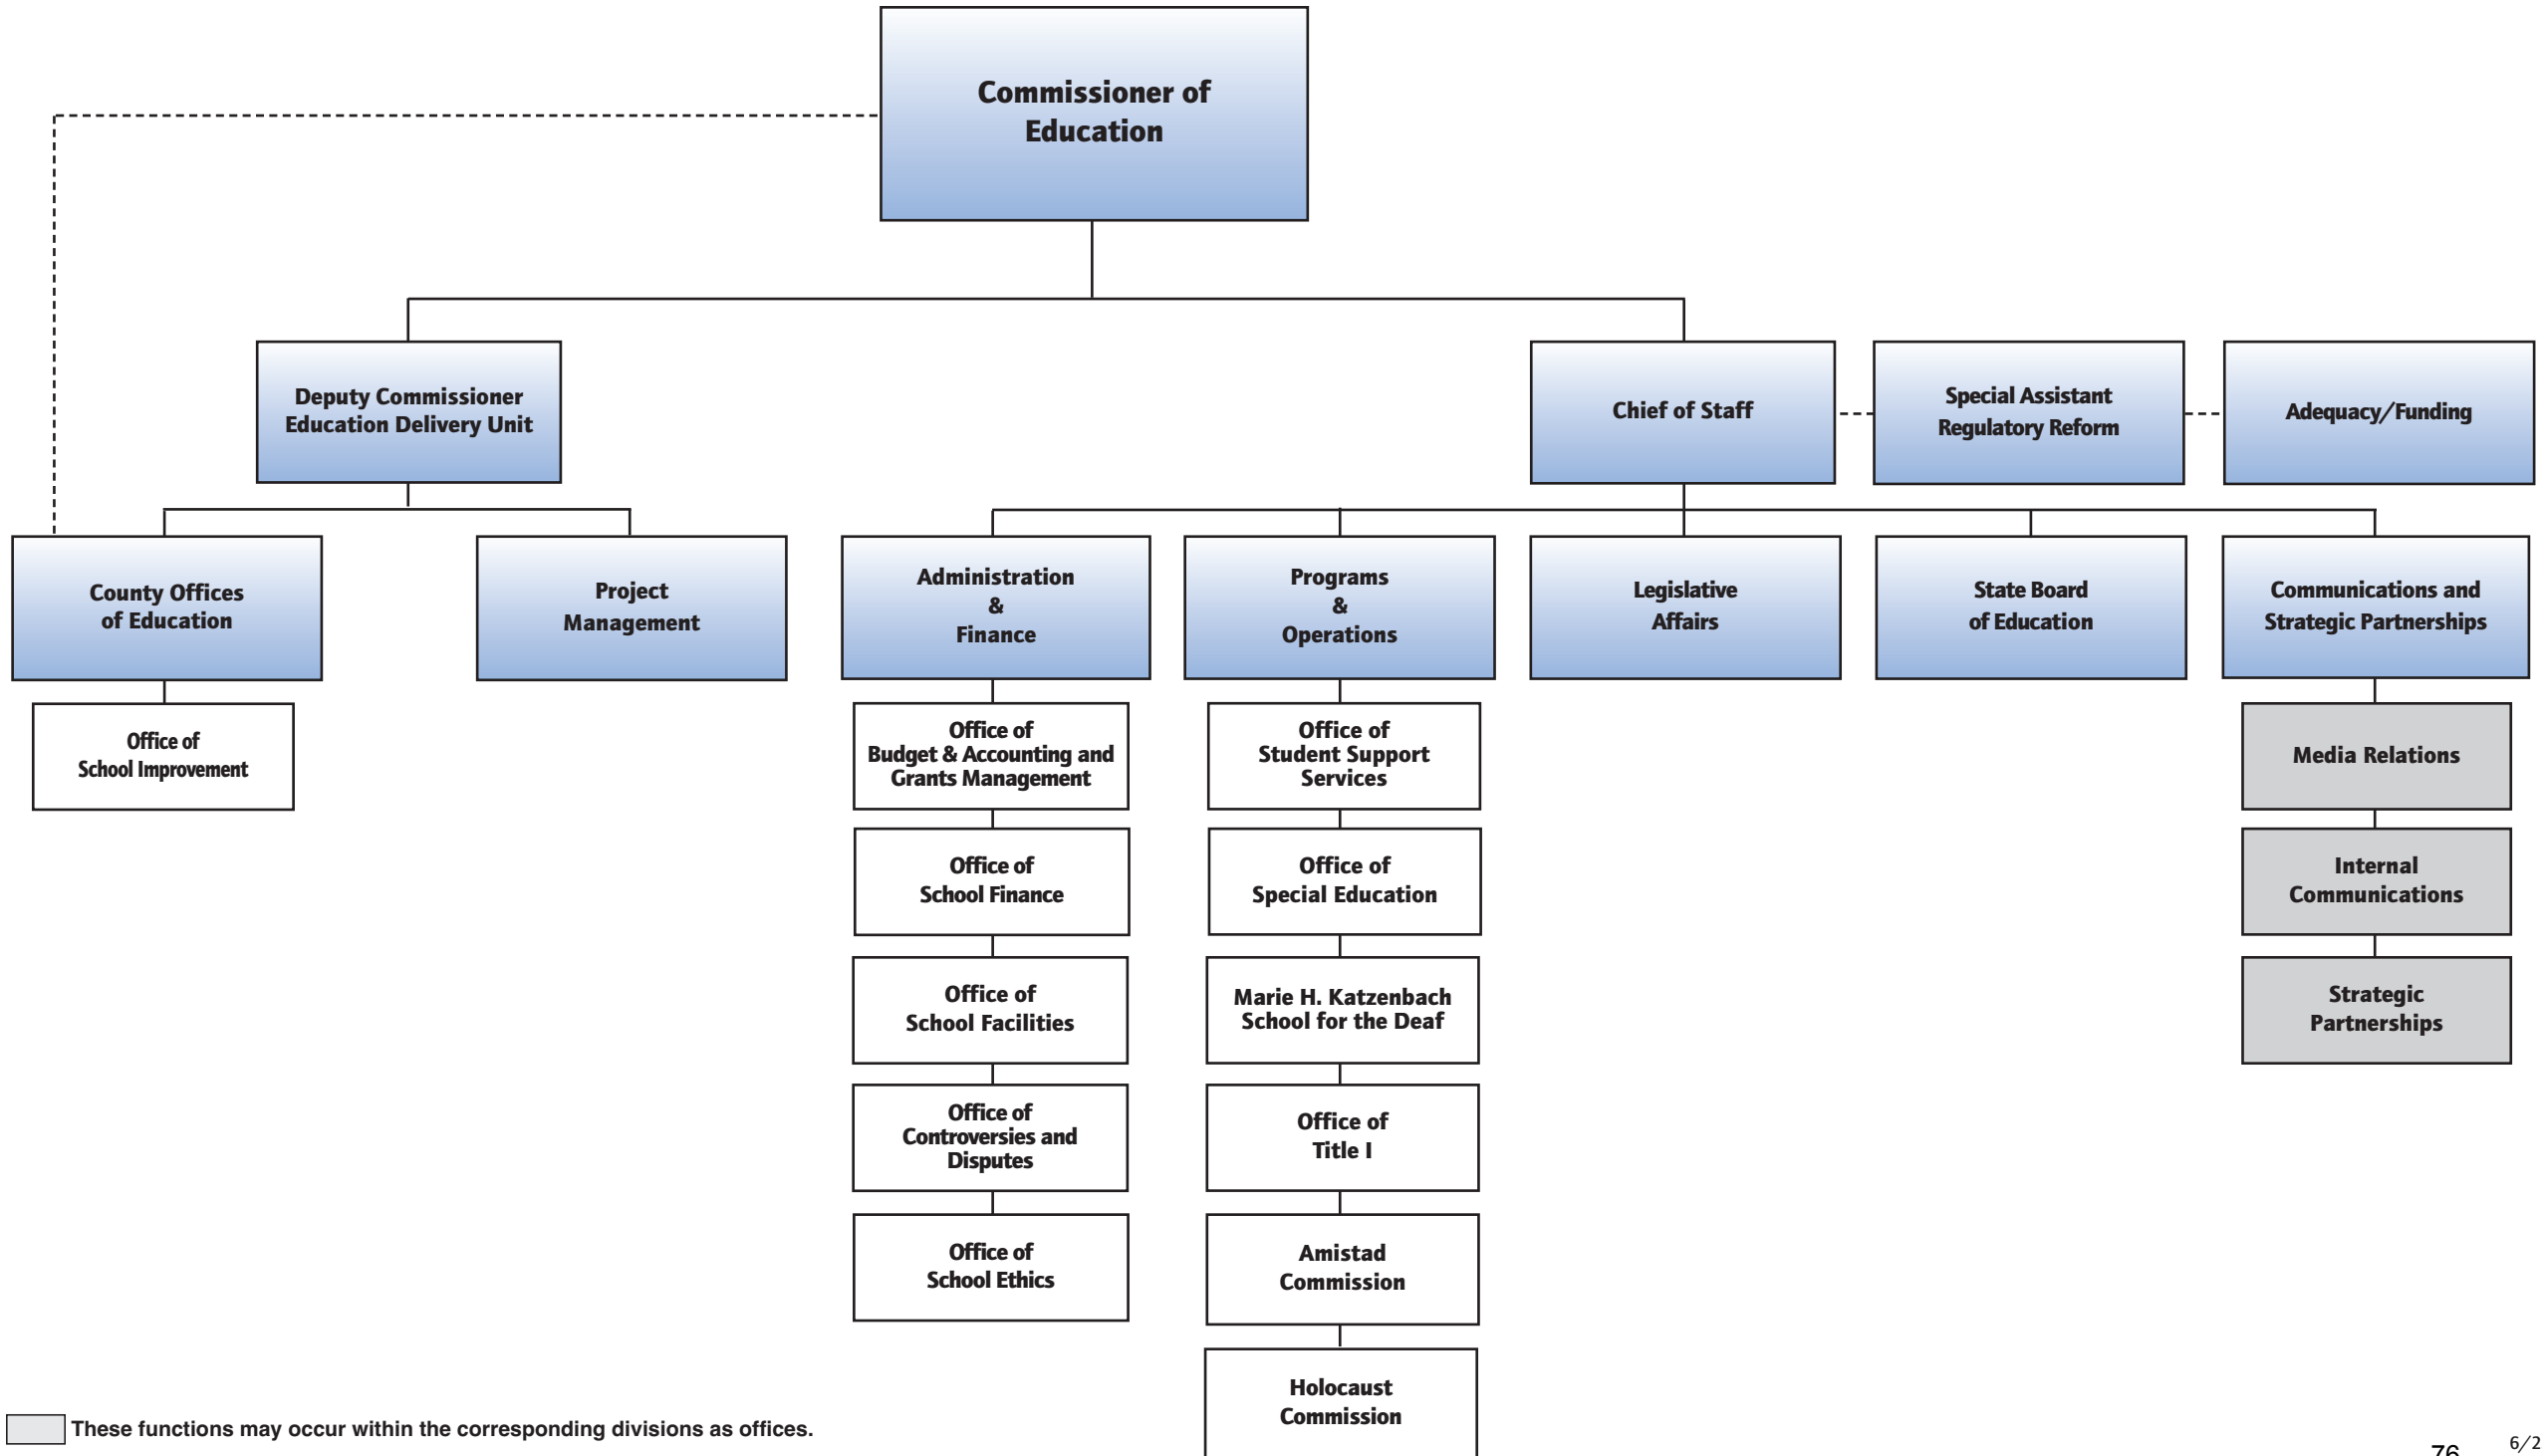 Commissioner of
Education
Deputy Commissioner
Education Delivery Unit
Chief of Staff
Special Assistant
Regulatory Reform
Adequacy/Funding
County Offices
of Education
Project
Management
Administration
&
Finance
Programs
&
Operations
Legislative
Affairs
State Board
of Education
Communications and
Strategic Partnerships
Office of
School Improvement
Office of
Budget & Accounting and
Grants Management
Office of
Student Support
Services
Media Relations
Office of
School Finance
Office of
Special Education
Internal
Communications
Office of
School Facilities
Marie H. Katzenbach
School for the Deaf
Strategic
Partnerships
Office of
Controversies and
Disputes
Office of
Title I
Office of
School Ethics
Amistad
Commission
Holocaust
Commission
These functions may occur within the corresponding divisions as offices.
76
6/2